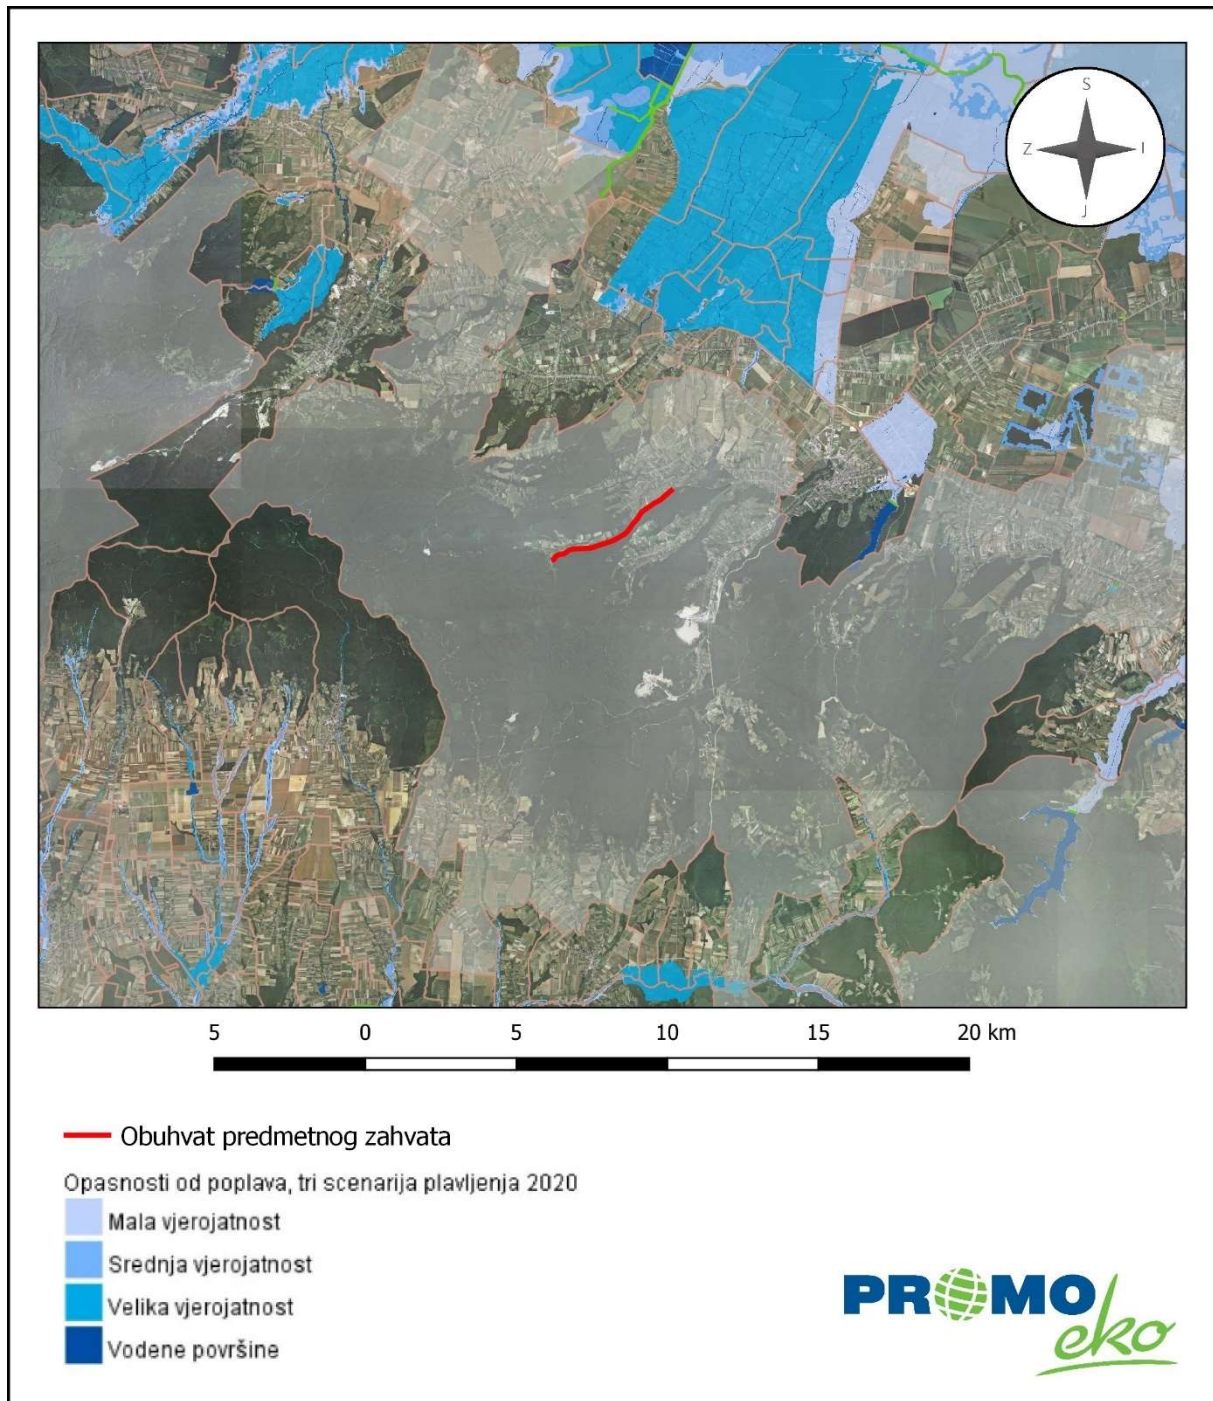 S
Z I
J
5 0 5 10 15 20 km
Obuhvat predmetnog zahvata
Opasnosti od poplava, tri scenarija plavljenja 2020
Mala vjerojatnost
Srednja vjerojatnost
Velika vjerojatnost
Vodene površine
PROMO
eko